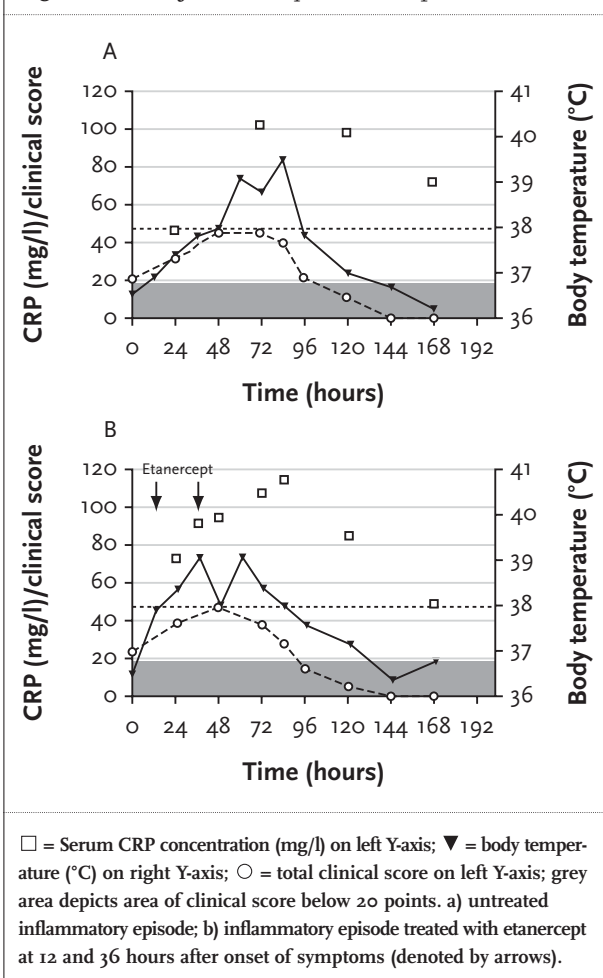 A
CRP (mg/l)/clinical score
120
100
80
60
40
20
0
41
40
39
38
37
36
Body temperature (°C)
0 24 48 72 96 120 144 168 192
Time (hours)
B
CRP (mg/l)/clinical score
120
100
80
60
40
20
0
Etanercept
41
40
39
38
37
36
Body temperature (°C)
0 24 48 72 96 120 144 168 192
Time (hours)
□ = Serum CRP concentration (mg/l) on left Y-axis; ▼ = body temper-
ature (°C) on right Y-axis; ○ = total clinical score on left Y-axis; grey
area depicts area of clinical score below 20 points. a) untreated
inflammatory episode; b) inflammatory episode treated with etanercept
at 12 and 36 hours after onset of symptoms (denoted by arrows).